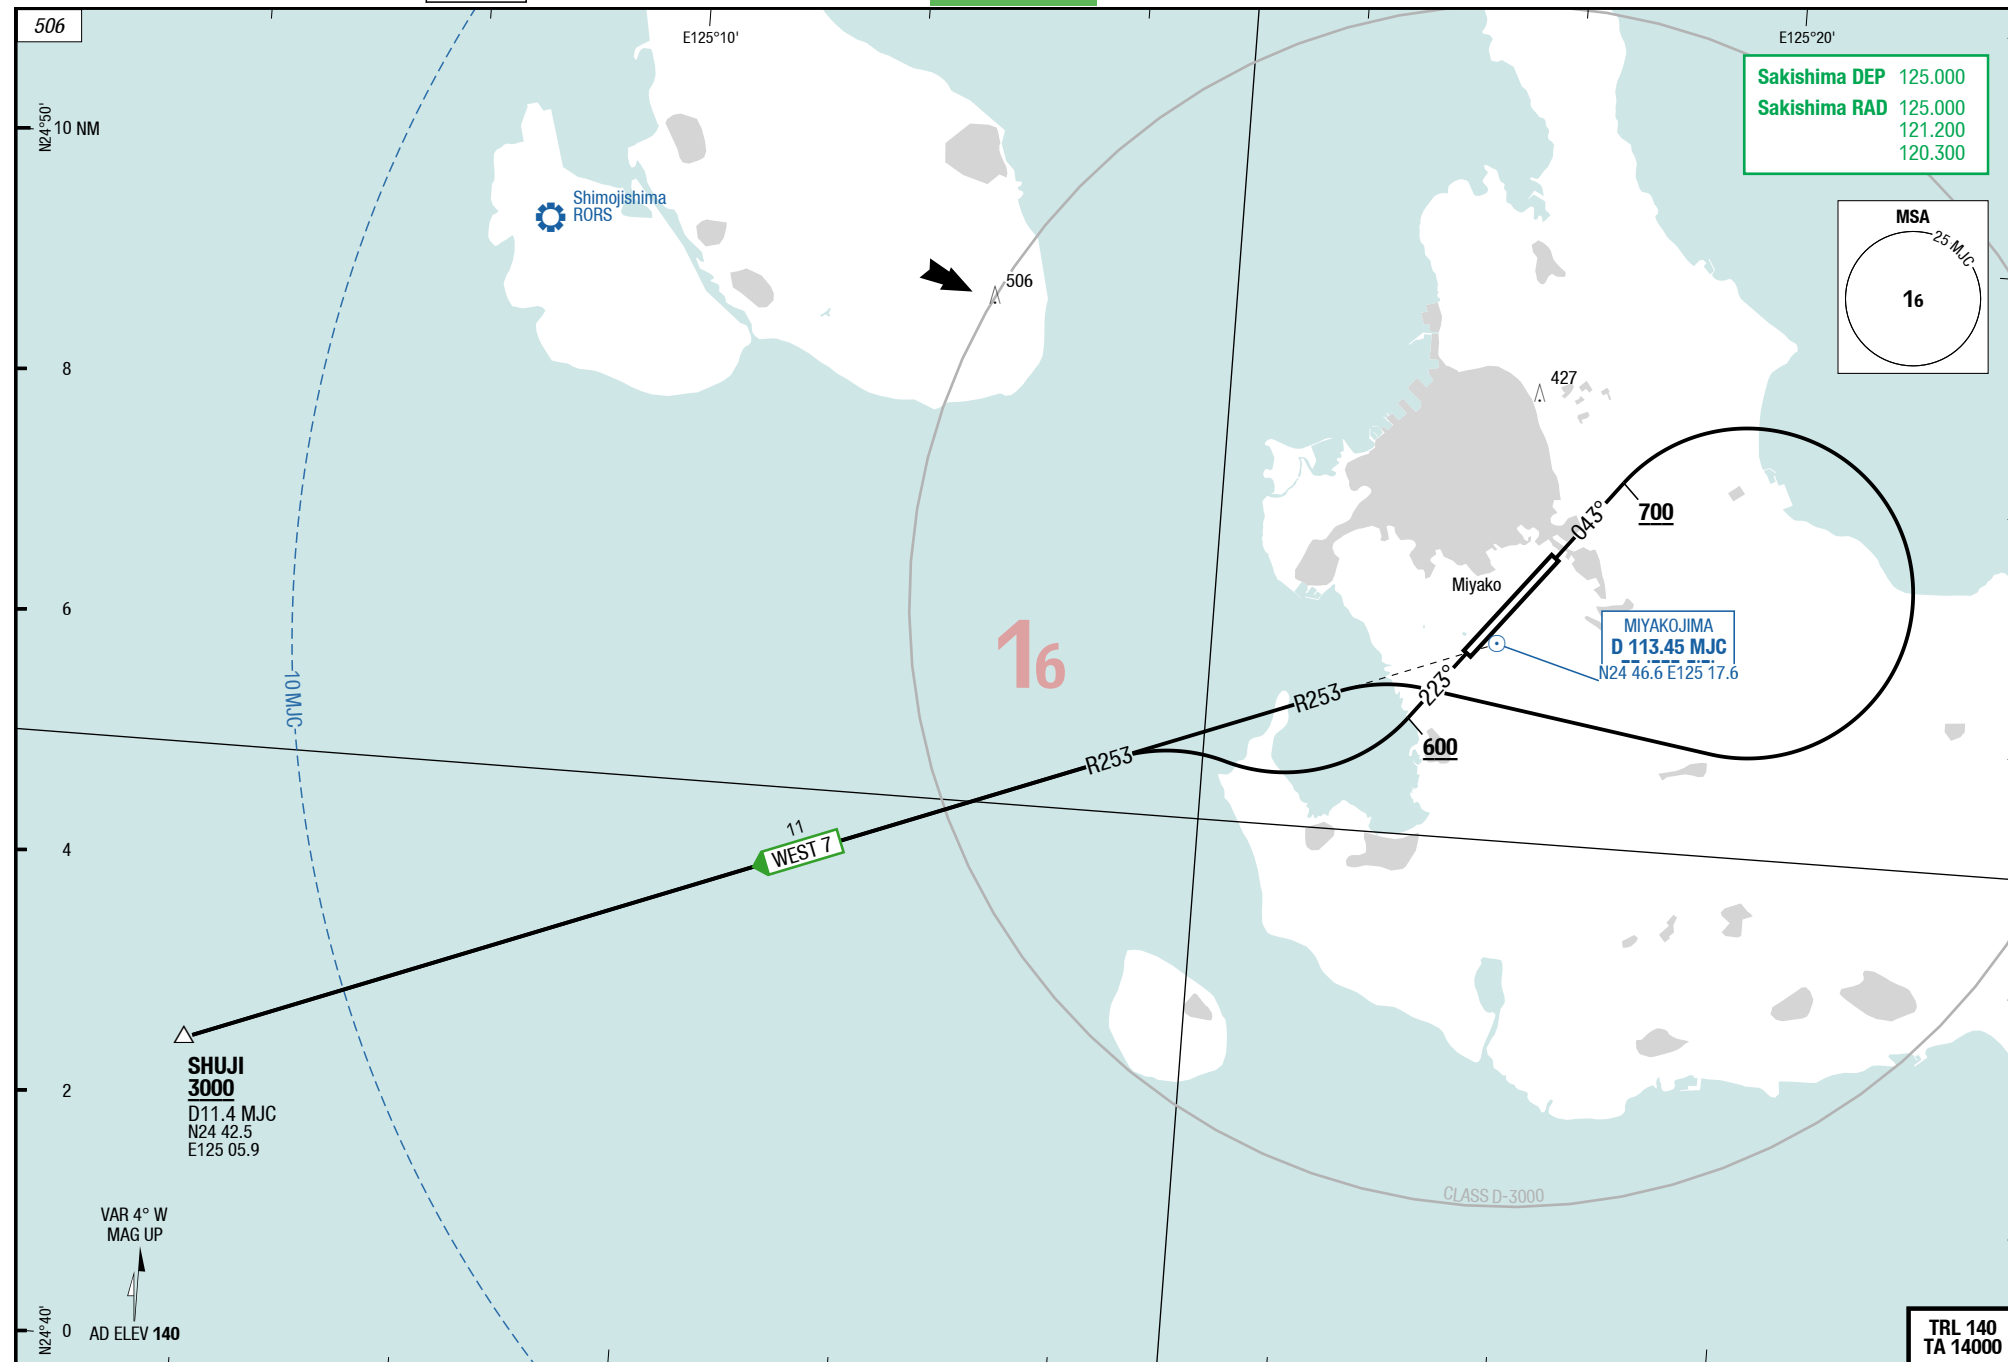 506
E125°10'
E125°20'
Sakishima DEP 125.000
Sakishima RAD 125.000
121.200
120.300
N24°50'
10 NM
Shimojishima
RORS
MSA
25 MJC
16
506
8
427
043°
700
Miyako
6
MIYAKOJIMA
D 113.45 MJC
N24 46.6 E125 17.6
16
10 MJC
223°
R253
600
R253
11
WEST 7
4
SHUJI
3000
D11.4 MJC
N24 42.5
E125 05.9
2
CLASS D-3000
VAR 4° W
MAG UP
N24°40'
0
AD ELEV 140
TRL 140
TA 14000